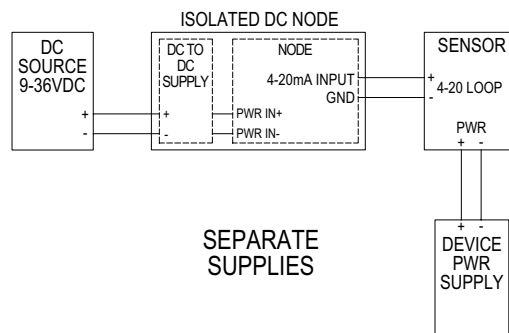 ISOLATED DC NODE
DC
SOURCE
9-36VDC
+
-
DC TO
DC
SUPPLY
+
-
NODE
4-20mA INPUT
GND
PWR IN+
PWR IN-
SENSOR
+
4-20 LOOP
-
PWR
+ -
SEPARATE
SUPPLIES
+ -
DEVICE
PWR
SUPPLY